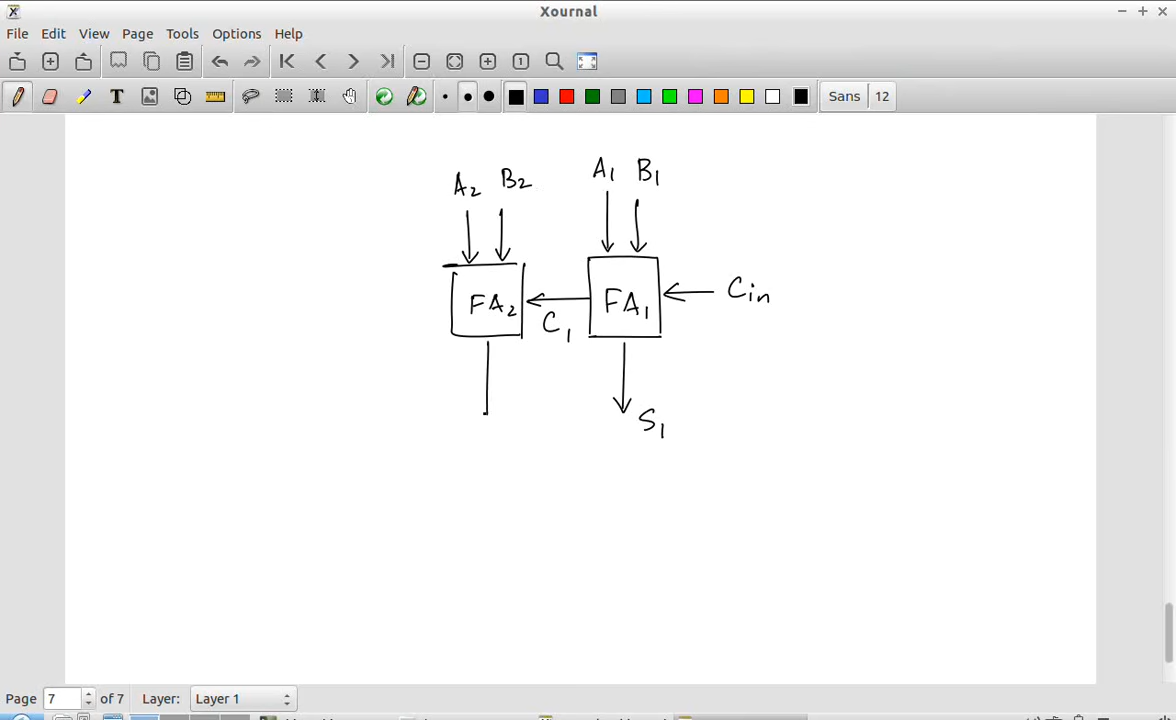 Xournal
File Edit View Page Tools Options Help
Sans 12
A2 B2 A1 B1
FA2 C1 FA1 Cin
S1
Page 7 of 7 Layer: Layer 1